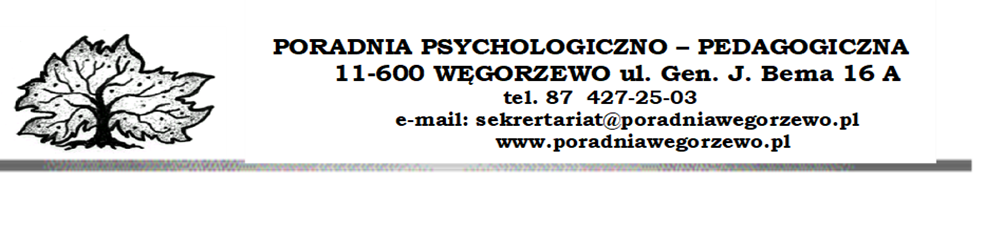 PORADNIA PSYCHOLOGICZNO – PEDAGOGICZNA
11-600 WĘGORZEWO ul. Gen. J. Bema 16 A
tel. 87 427-25-03
e-mail: sekrertariat@poradniawegorzewo.pl
www.poradniawegorzewo.pl